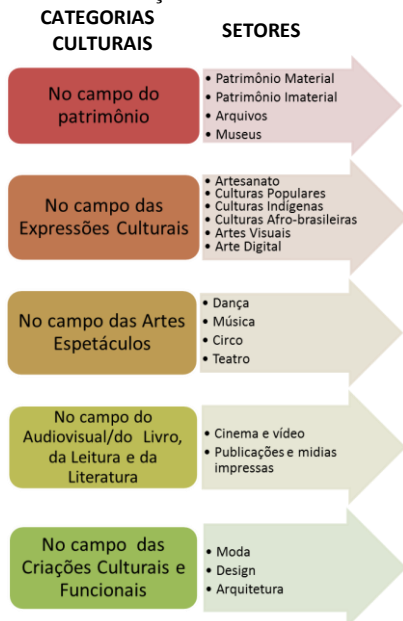 CATEGORIAS
CULTURAIS
SETORES
No campo do
patrimônio
• Patrimônio Material
• Patrimônio Imaterial
• Arquivos
• Museus
No campo das
Expressões Culturais
• Artesanato
• Culturas Populares
• Culturas Indígenas
• Culturas Afro-brasileiras
• Artes Visuais
• Arte Digital
No campo das Artes
Espetáculos
• Dança
• Música
• Circo
• Teatro
No campo do
Audiovisual/do Livro,
da Leitura e da
Literatura
• Cinema e vídeo
• Publicações e midias
impressas
No campo das
Criações Culturais e
Funcionais
• Moda
• Design
• Arquitetura